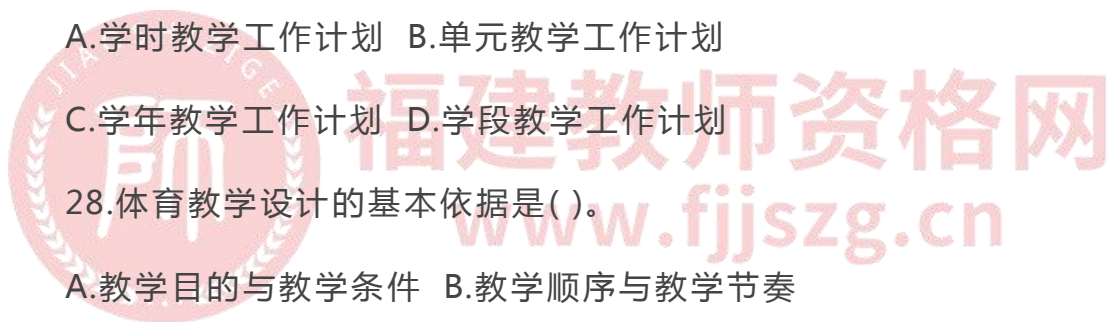 A.学时教学工作计划 B.单元教学工作计划
C.学年教学工作计划 D.学段教学工作计划
福建教师资格网
28.体育教学设计的基本依据是( )。
www.fjjszg.cn
A.教学目的与教学条件 B.教学顺序与教学节奏
師